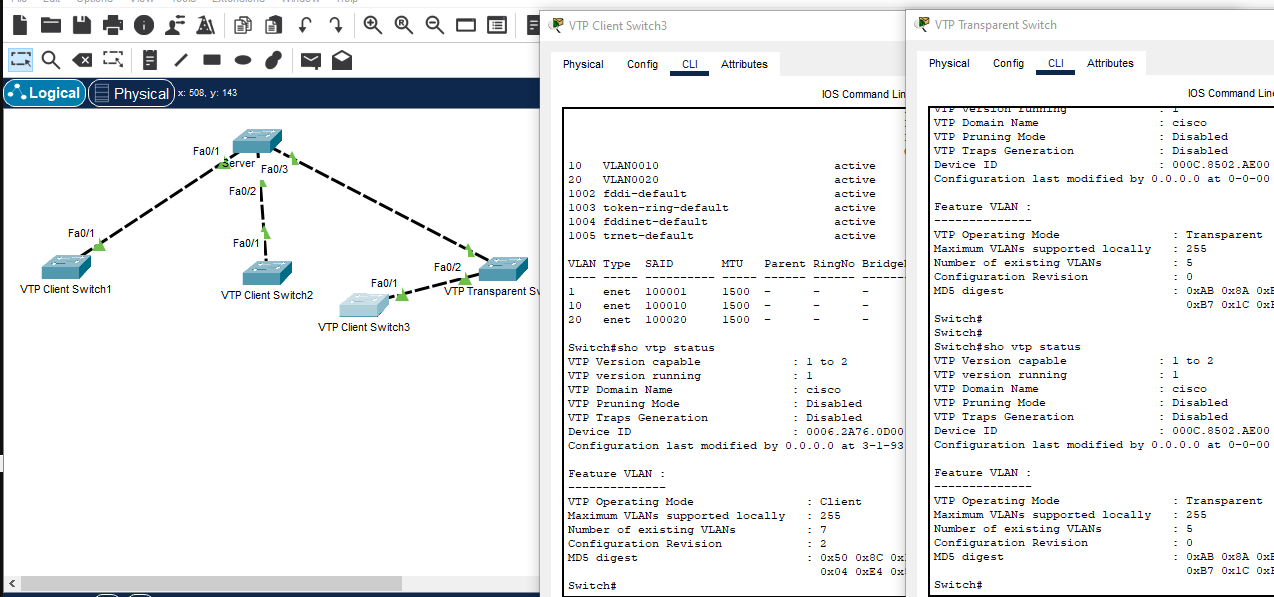 Logical
Physical
x: 508, y: 143
Fa0/1
Server
Fa0/3
Fa0/2
Fa0/1
Fa0/1
VTP Client Switch1
VTP Client Switch2
Fa0/2
Fa0/1
VTP Transparent Sw
VTP Client Switch3
VTP Client Switch3
Physical Config CLI Attributes
IOS Command Lin
10 VLAN0010 active
20 VLAN0020 active
1002 fddi-default active
1003 token-ring-default active
1004 fddinet-default active
1005 trnet-default active
VLAN Type SAID MTU Parent RingNo Bridge
---- ----- ---------- ----- ------ ------ ------
1 enet 100001 1500 - - -
10 enet 100010 1500 - - -
20 enet 100020 1500 - - -
Switch#sho vtp status
VTP Version capable : 1 to 2
VTP version running : 1
VTP Domain Name : cisco
VTP Pruning Mode : Disabled
VTP Traps Generation : Disabled
Device ID : 0006.2A76.0D00
Configuration last modified by 0.0.0.0 at 3-1-93
Feature VLAN :
--------------
VTP Operating Mode : Client
Maximum VLANs supported locally : 255
Number of existing VLANs : 7
Configuration Revision : 2
MD5 digest : 0x50 0x8C 0x
0x04 0xE4 0x
Switch#
VTP Transparent Switch
Physical Config CLI Attributes
IOS Command Line
VTP version running : 1
VTP Domain Name : cisco
VTP Pruning Mode : Disabled
VTP Traps Generation : Disabled
Device ID : 000C.8502.AE00
Configuration last modified by 0.0.0.0 at 0-0-00
Feature VLAN :
--------------
VTP Operating Mode : Transparent
Maximum VLANs supported locally : 255
Number of existing VLANs : 5
Configuration Revision : 0
MD5 digest : 0xAB 0x8A 0x
0xB7 0x1C 0x
Switch#
Switch#
Switch#sho vtp status
VTP Version capable : 1 to 2
VTP version running : 1
VTP Domain Name : cisco
VTP Pruning Mode : Disabled
VTP Traps Generation : Disabled
Device ID : 000C.8502.AE00
Configuration last modified by 0.0.0.0 at 0-0-00
Feature VLAN :
--------------
VTP Operating Mode : Transparent
Maximum VLANs supported locally : 255
Number of existing VLANs : 5
Configuration Revision : 0
MD5 digest : 0xAB 0x8A 0x
0xB7 0x1C 0x
Switch#